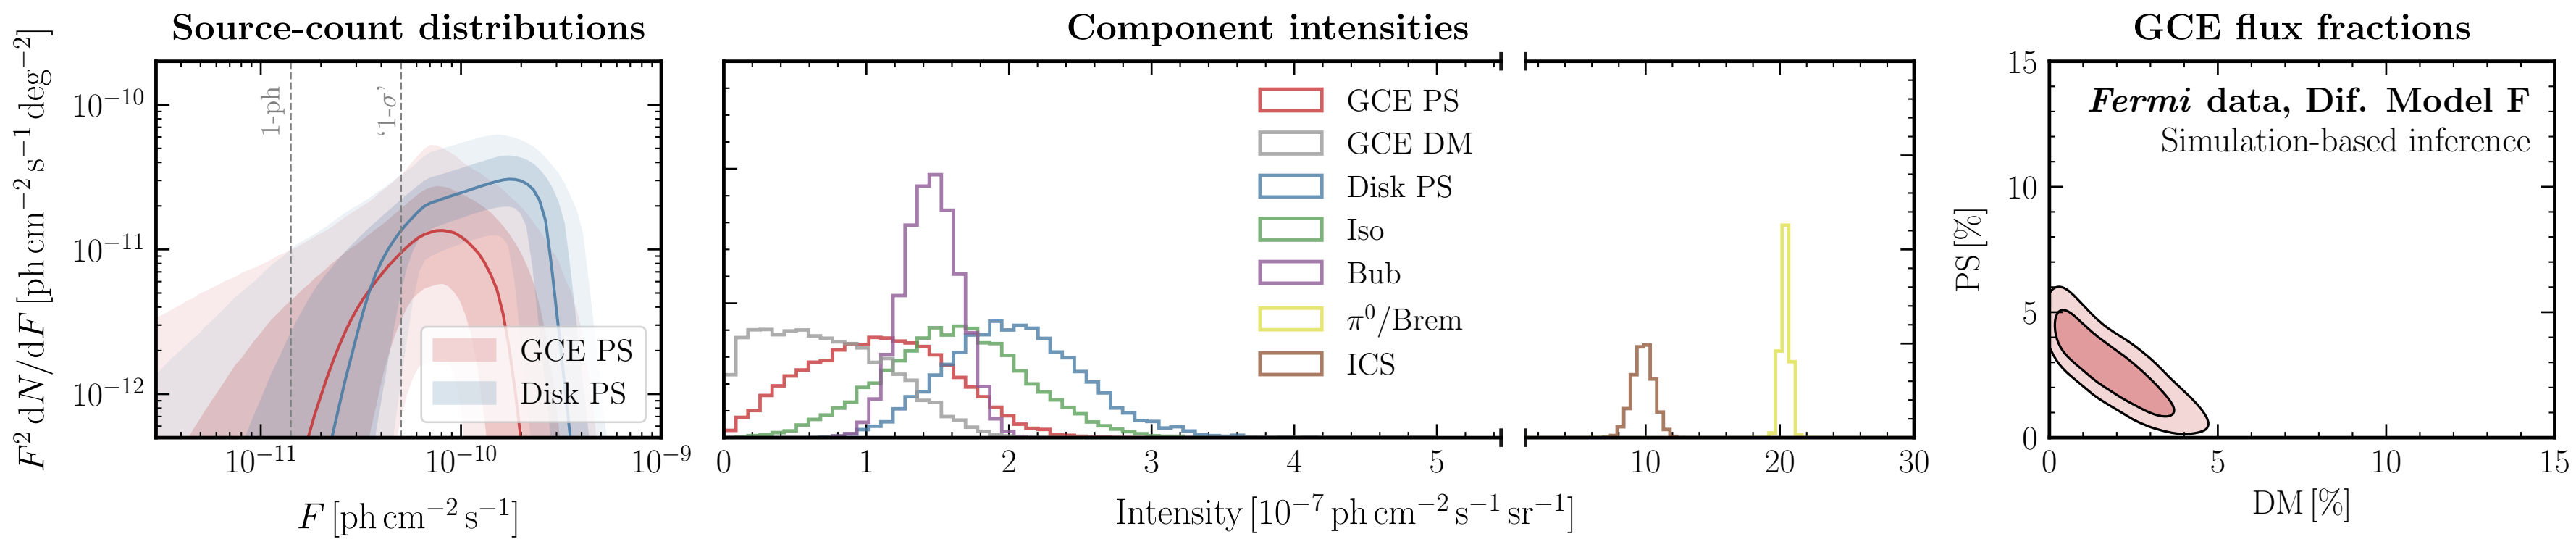 Source-count distributions
F² dN/dF [ph cm⁻² s⁻¹ deg⁻²]
10⁻¹⁰
10⁻¹¹
10⁻¹²
1-ph
‘1-σ’
GCE PS
Disk PS
10⁻¹¹ 10⁻¹⁰ 10⁻⁹
F [ph cm⁻² s⁻¹]
Component intensities
GCE PS
GCE DM
Disk PS
Iso
Bub
π⁰/Brem
ICS
0 1 2 3 4 5 10 20 30
Intensity [10⁻⁷ ph cm⁻² s⁻¹ sr⁻¹]
GCE flux fractions
Fermi data, Dif. Model F
Simulation-based inference
PS [%]
15
10
5
0
0 5 10 15
DM [%]